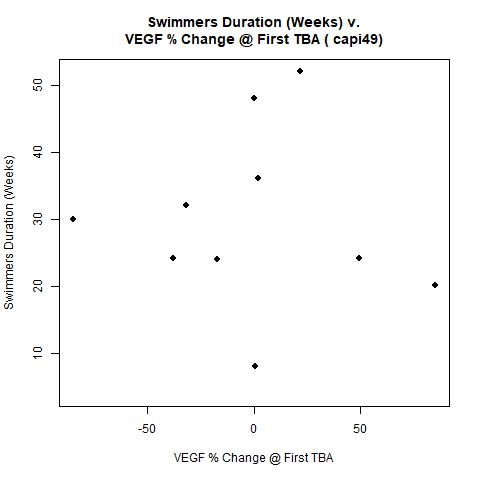 Swimmers Duration (Weeks) v.
VEGF % Change @ First TBA ( capi49)
Swimmers Duration (Weeks)
50
40
30
20
10
-50
0
50
VEGF % Change @ First TBA